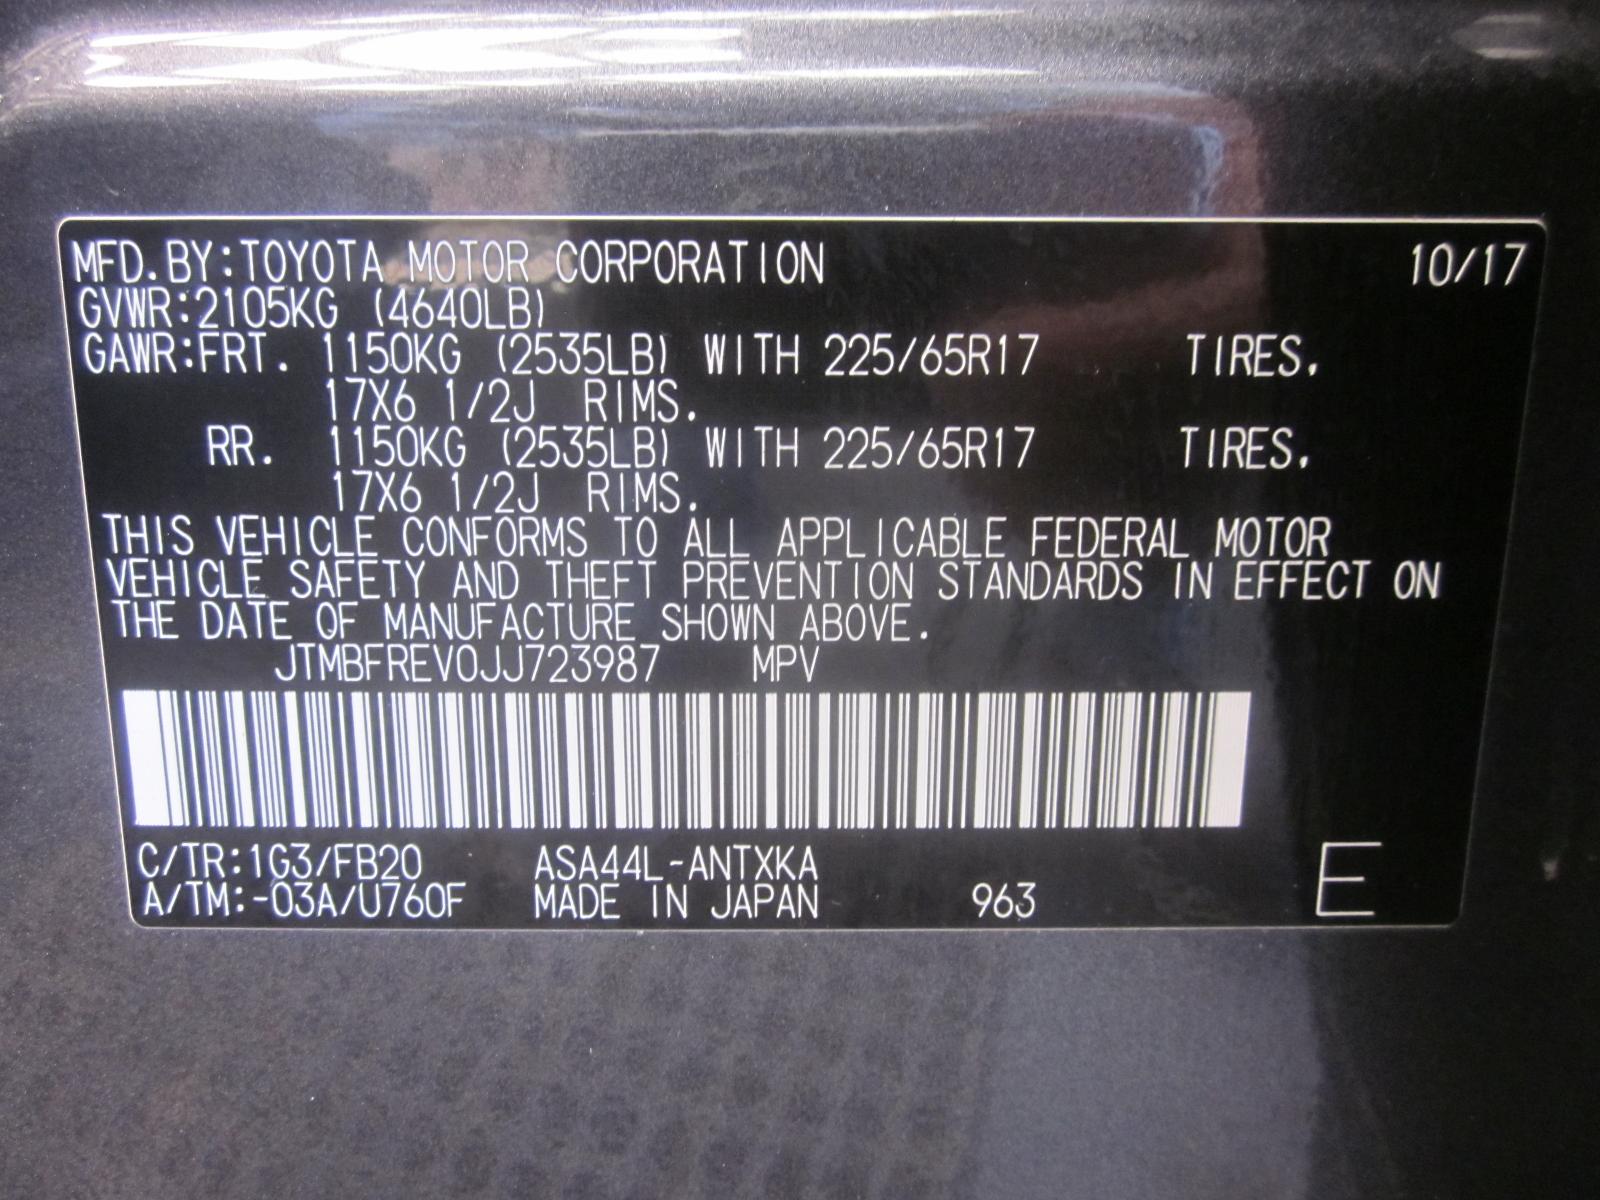 MFD.BY:TOYOTA MOTOR CORPORATION 10/17
GVWR:2105KG (4640LB)
GAWR:FRT. 1150KG (2535LB) WITH 225/65R17 TIRES,
17X6 1/2J RIMS.
RR. 1150KG (2535LB) WITH 225/65R17 TIRES,
17X6 1/2J RIMS.
THIS VEHICLE CONFORMS TO ALL APPLICABLE FEDERAL MOTOR
VEHICLE SAFETY AND THEFT PREVENTION STANDARDS IN EFFECT ON
THE DATE OF MANUFACTURE SHOWN ABOVE.
JTMBFREV0JJ723987 MPV
C/TR:1G3/FB20 ASA44L-ANTXKA
A/TM:-03A/U760F MADE IN JAPAN 963 E